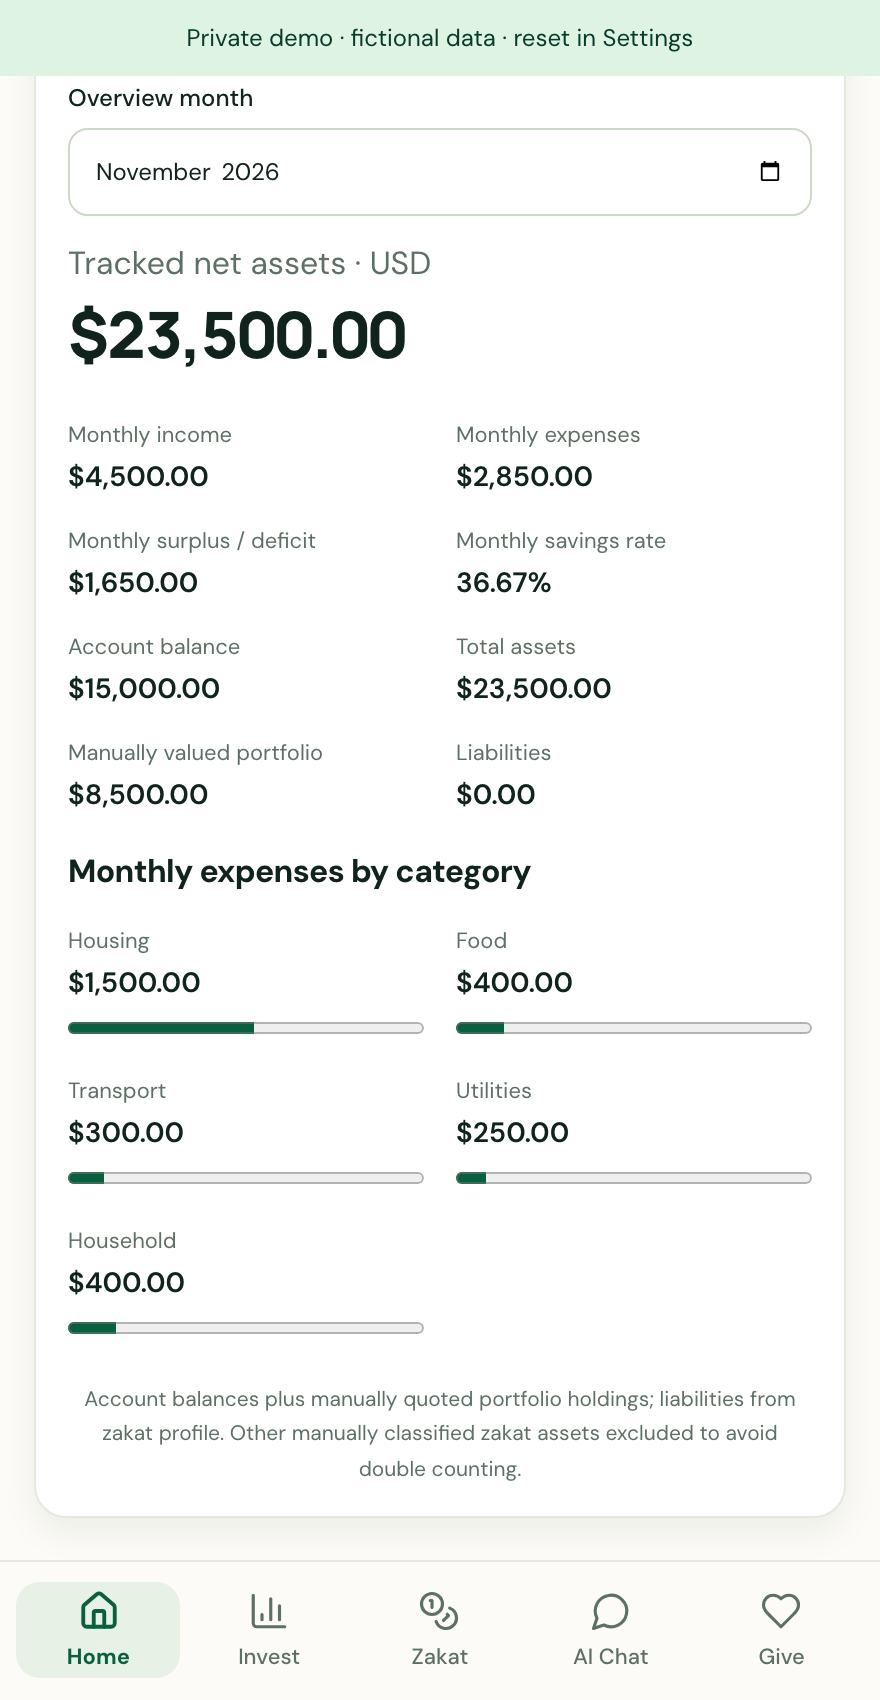 Private demo · fictional data · reset in Settings
Overview month
November 2026
Tracked net assets · USD
$23,500.00
Monthly income
$4,500.00
Monthly expenses
$2,850.00
Monthly surplus / deficit
$1,650.00
Monthly savings rate
36.67%
Account balance
$15,000.00
Total assets
$23,500.00
Manually valued portfolio
$8,500.00
Liabilities
$0.00
Monthly expenses by category
Housing
$1,500.00
Food
$400.00
Transport
$300.00
Utilities
$250.00
Household
$400.00
Account balances plus manually quoted portfolio holdings; liabilities from
zakat profile. Other manually classified zakat assets excluded to avoid
double counting.
Home
Invest
Zakat
AI Chat
Give